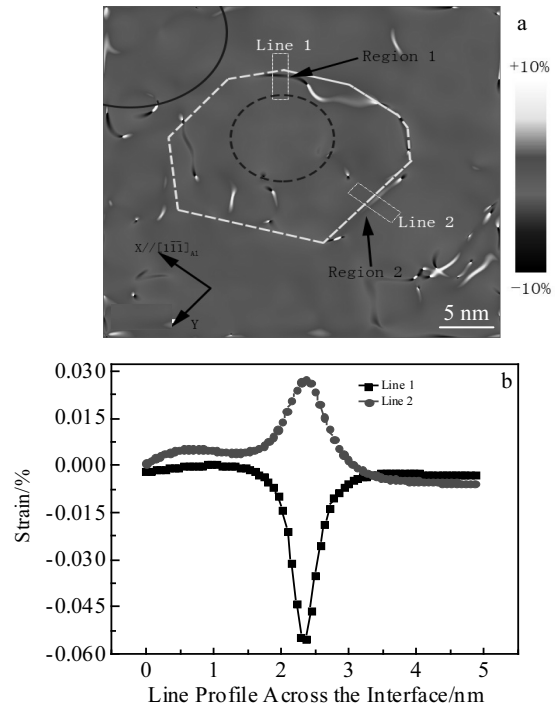 a
Line 1
Region 1
+10%
Line 2
X//[11̅1̅]Al
Region 2
Y
5 nm
−10%
b
0.030
0.015
0.000
-0.015
-0.030
-0.045
-0.060
Strain/%
Line 1
Line 2
0 1 2 3 4 5
Line Profile Across the Interface/nm